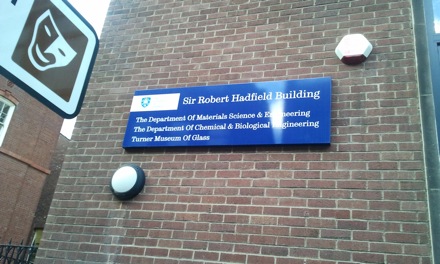 Sir Robert Hadfield Building
The Department Of Materials Science & Engineering
The Department Of Chemical & Biological Engineering
Turner Museum Of Glass